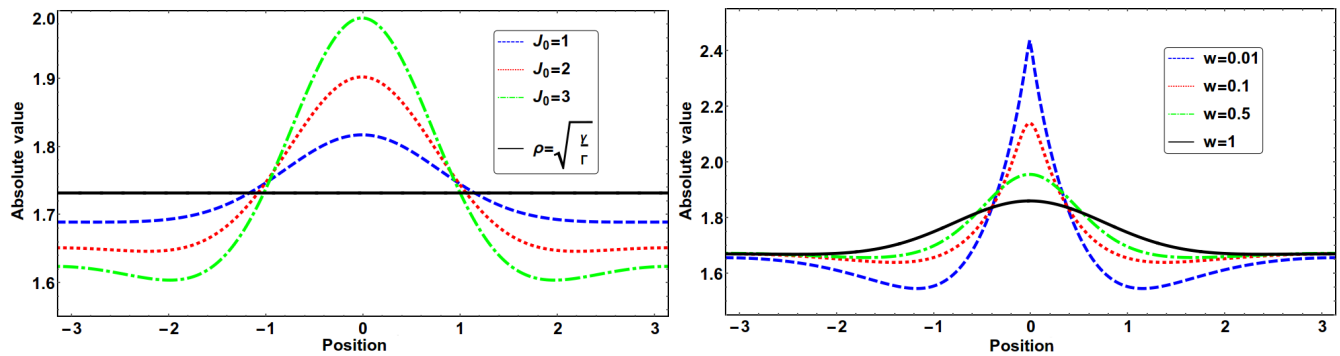 Absolute value
2.0
1.9
1.8
1.7
1.6
J₀=1
J₀=2
J₀=3
ρ=√(γ/Γ)
−3 −2 −1 0 1 2 3
Position
Absolute value
2.4
2.2
2.0
1.8
1.6
w=0.01
w=0.1
w=0.5
w=1
−3 −2 −1 0 1 2 3
Position